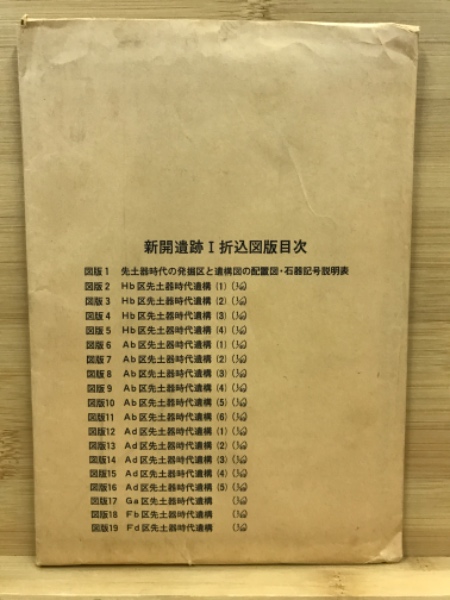 新開遺跡Ⅰ折込図版目次
図版1 先土器時代の発掘区と遺構図の配置図・石器記号説明表
図版2 Hb区先土器時代遺構 (1)
図版3 Hb区先土器時代遺構 (2)
図版4 Hb区先土器時代遺構 (3)
図版5 Hb区先土器時代遺構 (4)
図版6 Ab区先土器時代遺構 (1)
図版7 Ab区先土器時代遺構 (2)
図版8 Ab区先土器時代遺構 (3)
図版9 Ab区先土器時代遺構 (4)
図版10 Ab区先土器時代遺構 (5)
図版11 Ab区先土器時代遺構 (6)
図版12 Ad区先土器時代遺構 (1)
図版13 Ad区先土器時代遺構 (2)
図版14 Ad区先土器時代遺構 (3)
図版15 Ad区先土器時代遺構 (4)
図版16 Ad区先土器時代遺構 (5)
図版17 Ga区先土器時代遺構
図版18 Fb区先土器時代遺構
図版19 Fd区先土器時代遺構